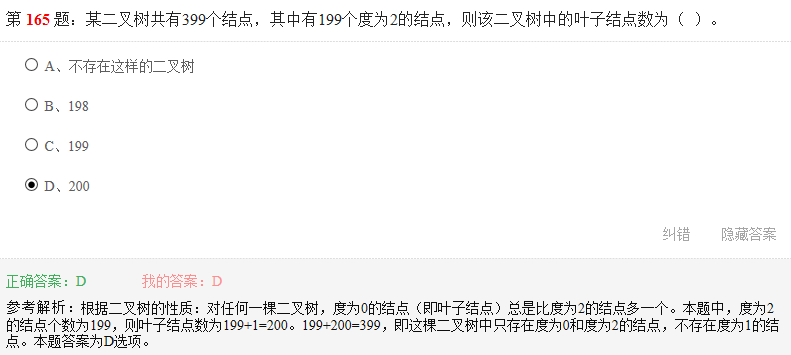 第 165 题：某二叉树共有399个结点，其中有199个度为2的结点，则该二叉树中的叶子结点数为（ ）。
A、不存在这样的二叉树
B、198
C、199
D、200
纠错 隐藏答案
正确答案：D 我的答案：D
参考解析：根据二叉树的性质：对任何一棵二叉树，度为0的结点（即叶子结点）总是比度为2的结点多一个。本题中，度为2
的结点个数为199，则叶子结点数为199+1=200。199+200=399，即这棵二叉树中只存在度为0和度为2的结点，不存在度为1的结
点。本题答案为D选项。